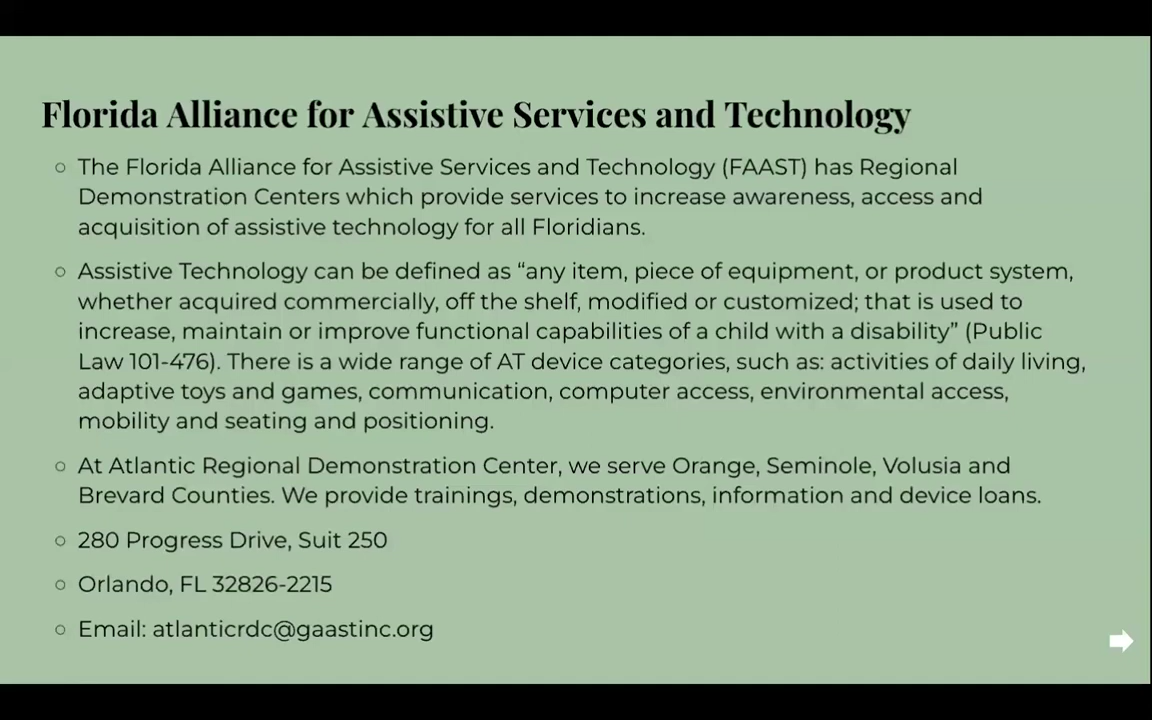 Florida Alliance for Assistive Services and Technology
The Florida Alliance for Assistive Services and Technology (FAAST) has Regional
Demonstration Centers which provide services to increase awareness, access and
acquisition of assistive technology for all Floridians.
Assistive Technology can be defined as “any item, piece of equipment, or product system,
whether acquired commercially, off the shelf, modified or customized; that is used to
increase, maintain or improve functional capabilities of a child with a disability” (Public
Law 101-476). There is a wide range of AT device categories, such as: activities of daily living,
adaptive toys and games, communication, computer access, environmental access,
mobility and seating and positioning.
At Atlantic Regional Demonstration Center, we serve Orange, Seminole, Volusia and
Brevard Counties. We provide trainings, demonstrations, information and device loans.
280 Progress Drive, Suit 250
Orlando, FL 32826-2215
Email: atlanticrdc@gaastinc.org